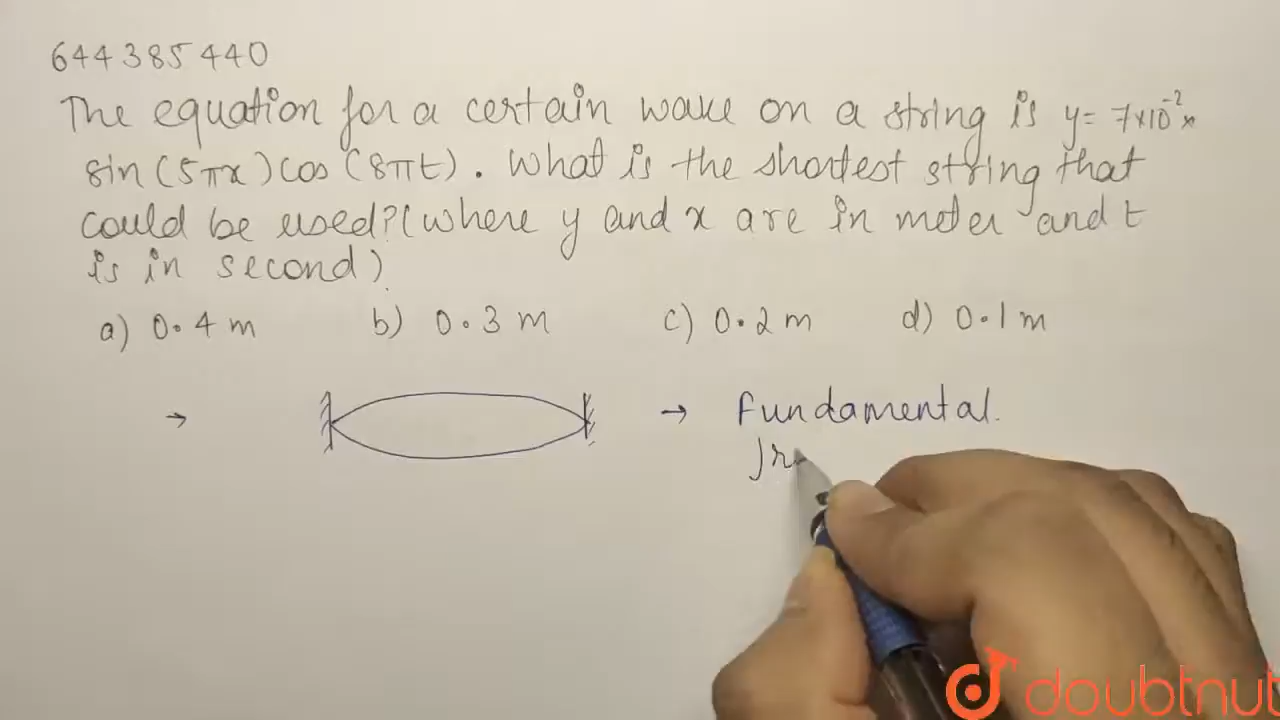 644385440
The equation for a certain wave on a string is y= 7×10⁻² ×
sin (5πx) cos (8πt). What is the shortest string that
could be used? (where y and x are in meter and t
is in second)
a) 0.4 m b) 0.3 m c) 0.2 m d) 0.1 m
→ → Fundamental.
fr
doubtnut